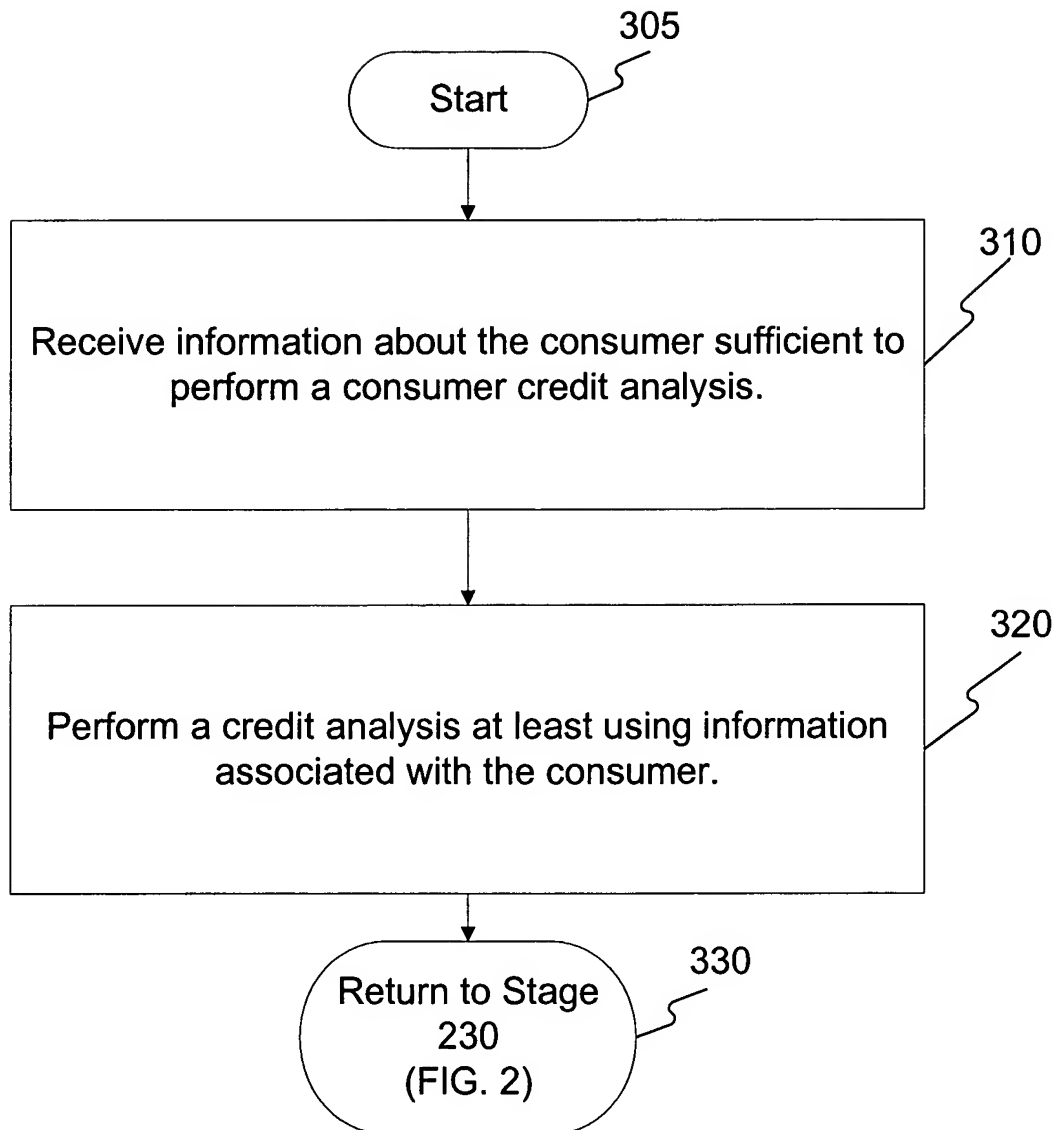 305
Start
310
Receive information about the consumer sufficient to
perform a consumer credit analysis.
320
Perform a credit analysis at least using information
associated with the consumer.
330
Return to Stage
230
(FIG. 2)